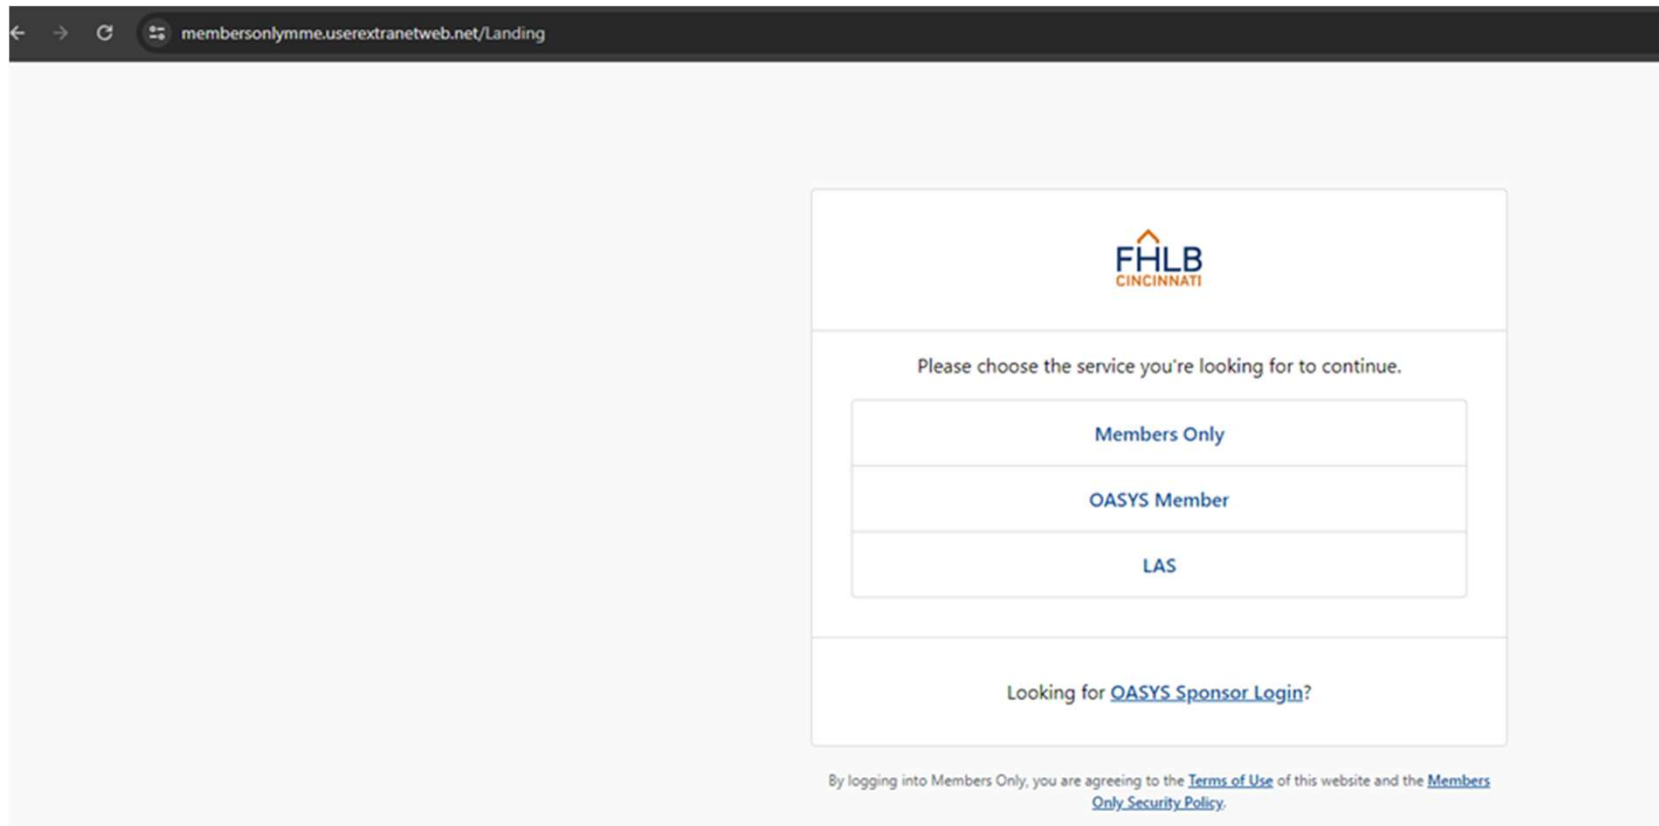 membersonlymme.userextranetweb.net/Landing
FHLB
CINCINNATI
Please choose the service you're looking for to continue.
Members Only
OASYS Member
LAS
Looking for OASYS Sponsor Login?
By logging into Members Only, you are agreeing to the Terms of Use of this website and the Members
Only Security Policy.